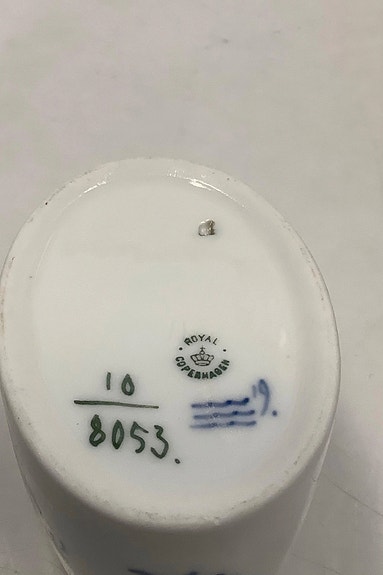 ROYAL
COPENHAGEN
10
8053.
19.